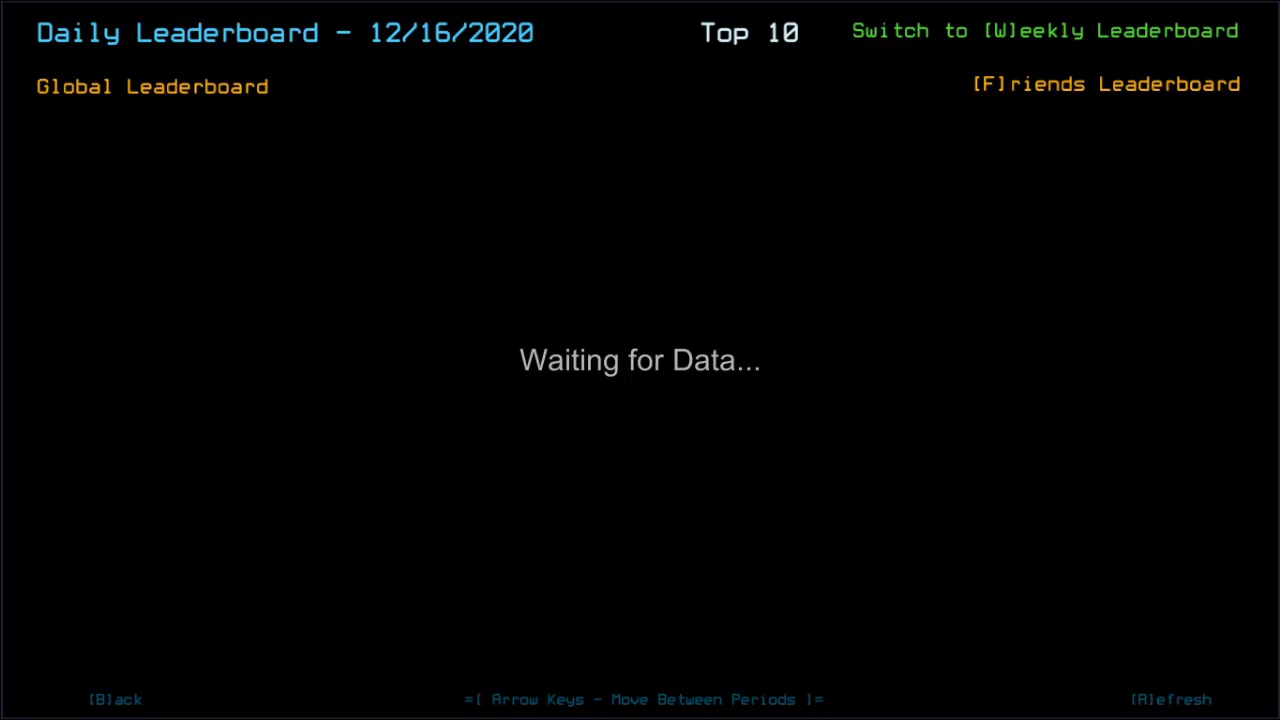 Daily Leaderboard - 12/16/2020 Top 10 Switch to [W]eekly Leaderboard
Global Leaderboard [F]riends Leaderboard
Waiting for Data...
[B]ack =[ Arrow Keys - Move Between Periods ]= [R]efresh